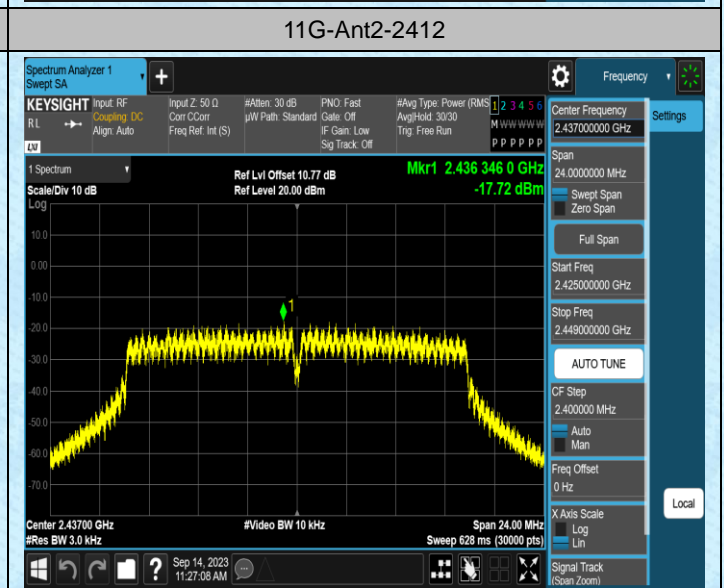 11G-Ant2-2412
Spectrum Analyzer 1
Swept SA
Frequency
KEYSIGHT
RL
LXI
Input: RF
Coupling: DC
Align: Auto
Input Z: 50 Ω
Corr CCorr
Freq Ref: Int (S)
#Atten: 30 dB
µW Path: Standard
PNO: Fast
Gate: Off
IF Gain: Low
Sig Track: Off
#Avg Type: Power (RMS
Avg|Hold: 30/30
Trig: Free Run
1 2 3 4 5 6
M W W W W W
P P P P P P
1 Spectrum
Scale/Div 10 dB
Log
Ref Lvl Offset 10.77 dB
Ref Level 20.00 dBm
Mkr1 2.436 346 0 GHz
-17.72 dBm
10.0
0.00
-10.0
-20.0
-30.0
-40.0
-50.0
-60.0
-70.0
1
Center 2.43700 GHz
#Res BW 3.0 kHz
#Video BW 10 kHz
Span 24.00 MHz
Sweep 628 ms (30000 pts)
Center Frequency
2.437000000 GHz
Settings
Span
24.0000000 MHz
Swept Span
Zero Span
Full Span
Start Freq
2.425000000 GHz
Stop Freq
2.449000000 GHz
AUTO TUNE
CF Step
2.400000 MHz
Auto
Man
Freq Offset
0 Hz
X Axis Scale
Log
Lin
Local
Signal Track
(Span Zoom)
?
Sep 14, 2023
11:27:08 AM